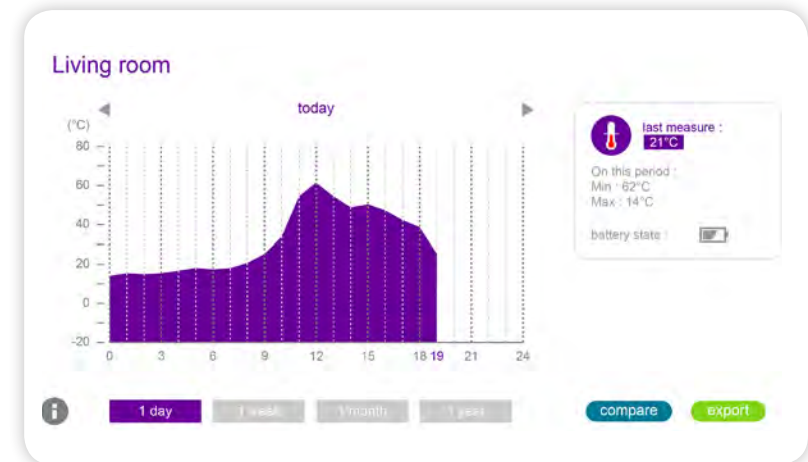 Living room
today
(°C)
80
60
40
20
0
-20
0 3 6 9 12 15 18 19 21 24
last measure :
21°C
On this period :
Min : 62°C
Max : 14°C
battery state :
1 day 1 week 1 month 1 year
compare export